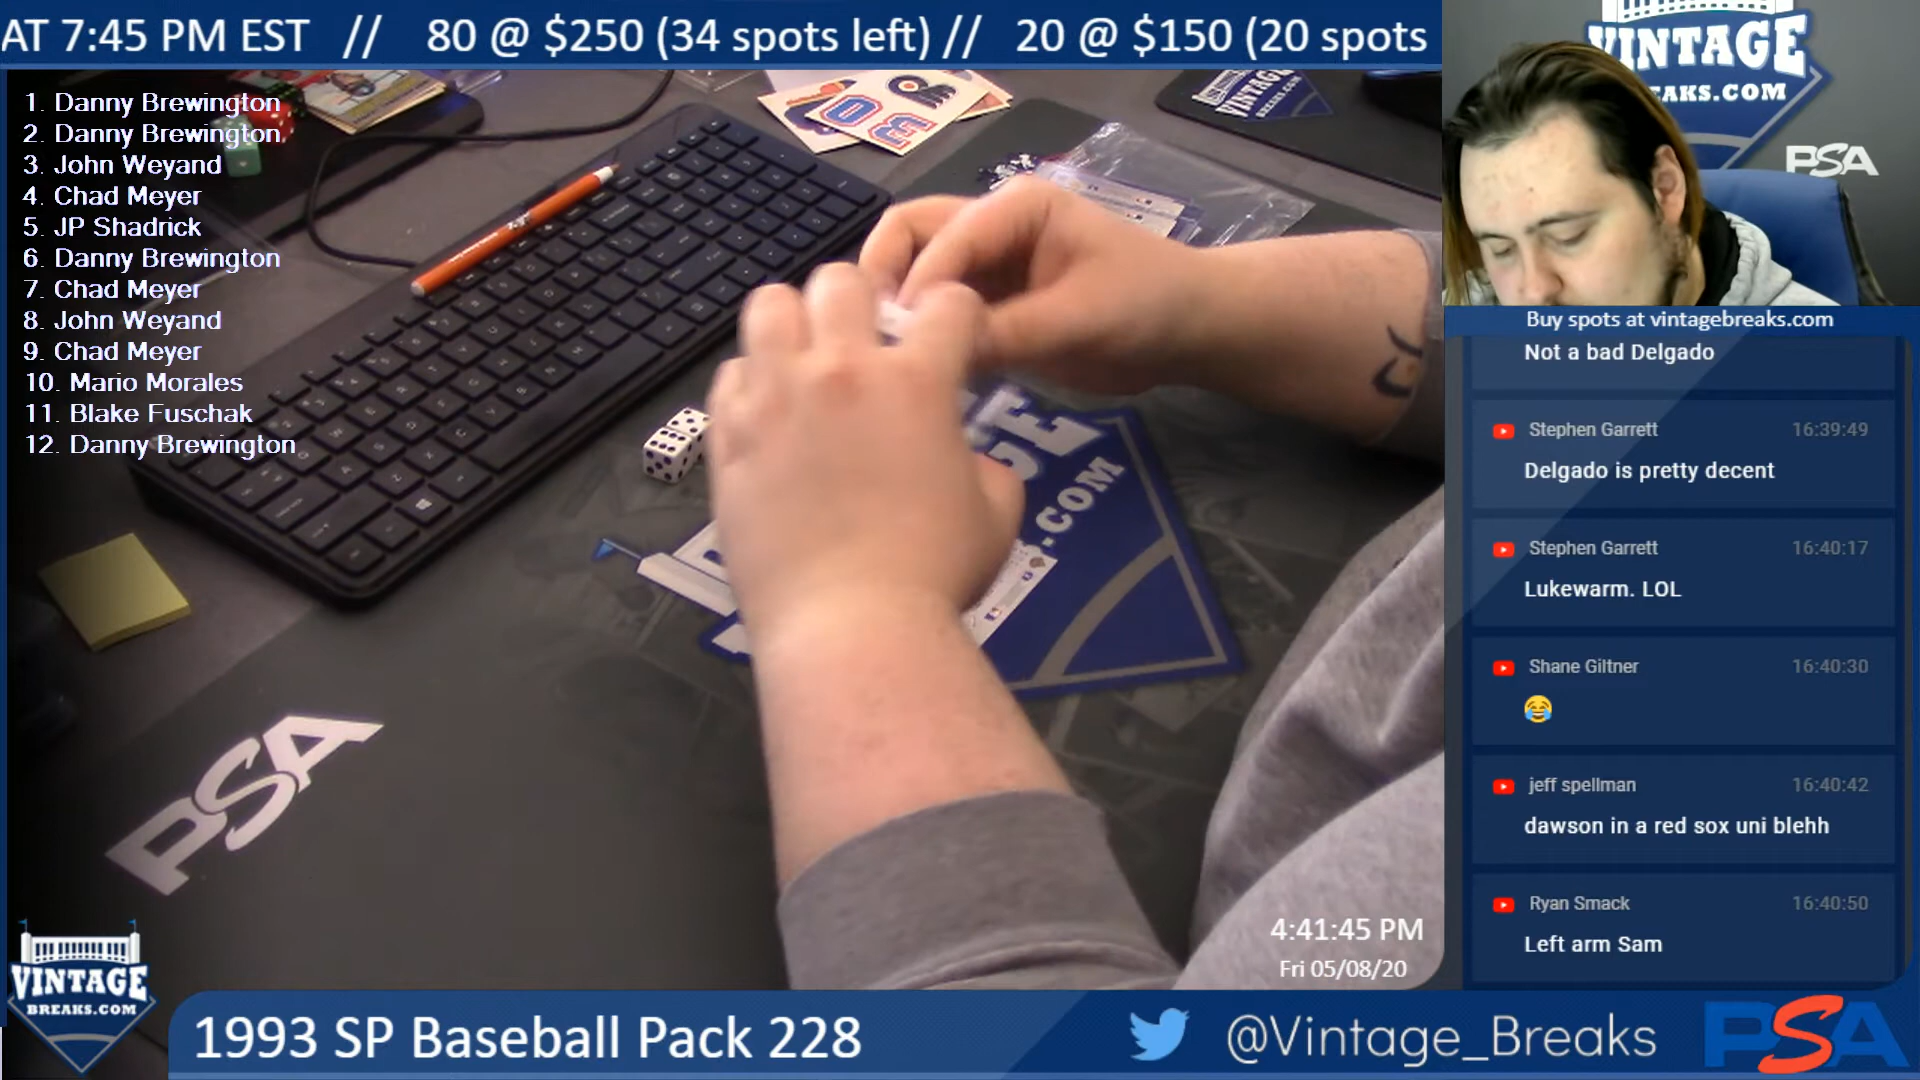 AT 7:45 PM EST // 80 @ $250 (34 spots left) // 20 @ $150 (20 spots
1. Danny Brewington
2. Danny Brewington
3. John Weyand
4. Chad Meyer
5. JP Shadrick
6. Danny Brewington
7. Chad Meyer
8. John Weyand
9. Chad Meyer
10. Mario Morales
11. Blake Fuschak
12. Danny Brewington
VINTAGE
BREAKS.COM
.COM
PSA
VINTAGE
EAKS.COM
PSA
Buy spots at vintagebreaks.com
Not a bad Delgado
Stephen Garrett 16:39:49
Delgado is pretty decent
Stephen Garrett 16:40:17
Lukewarm. LOL
Shane Giltner 16:40:30
😂
jeff spellman 16:40:42
dawson in a red sox uni blehh
Ryan Smack 16:40:50
Left arm Sam
4:41:45 PM
Fri 05/08/20
VINTAGE
BREAKS.COM
1993 SP Baseball Pack 228
@Vintage_Breaks
PSA